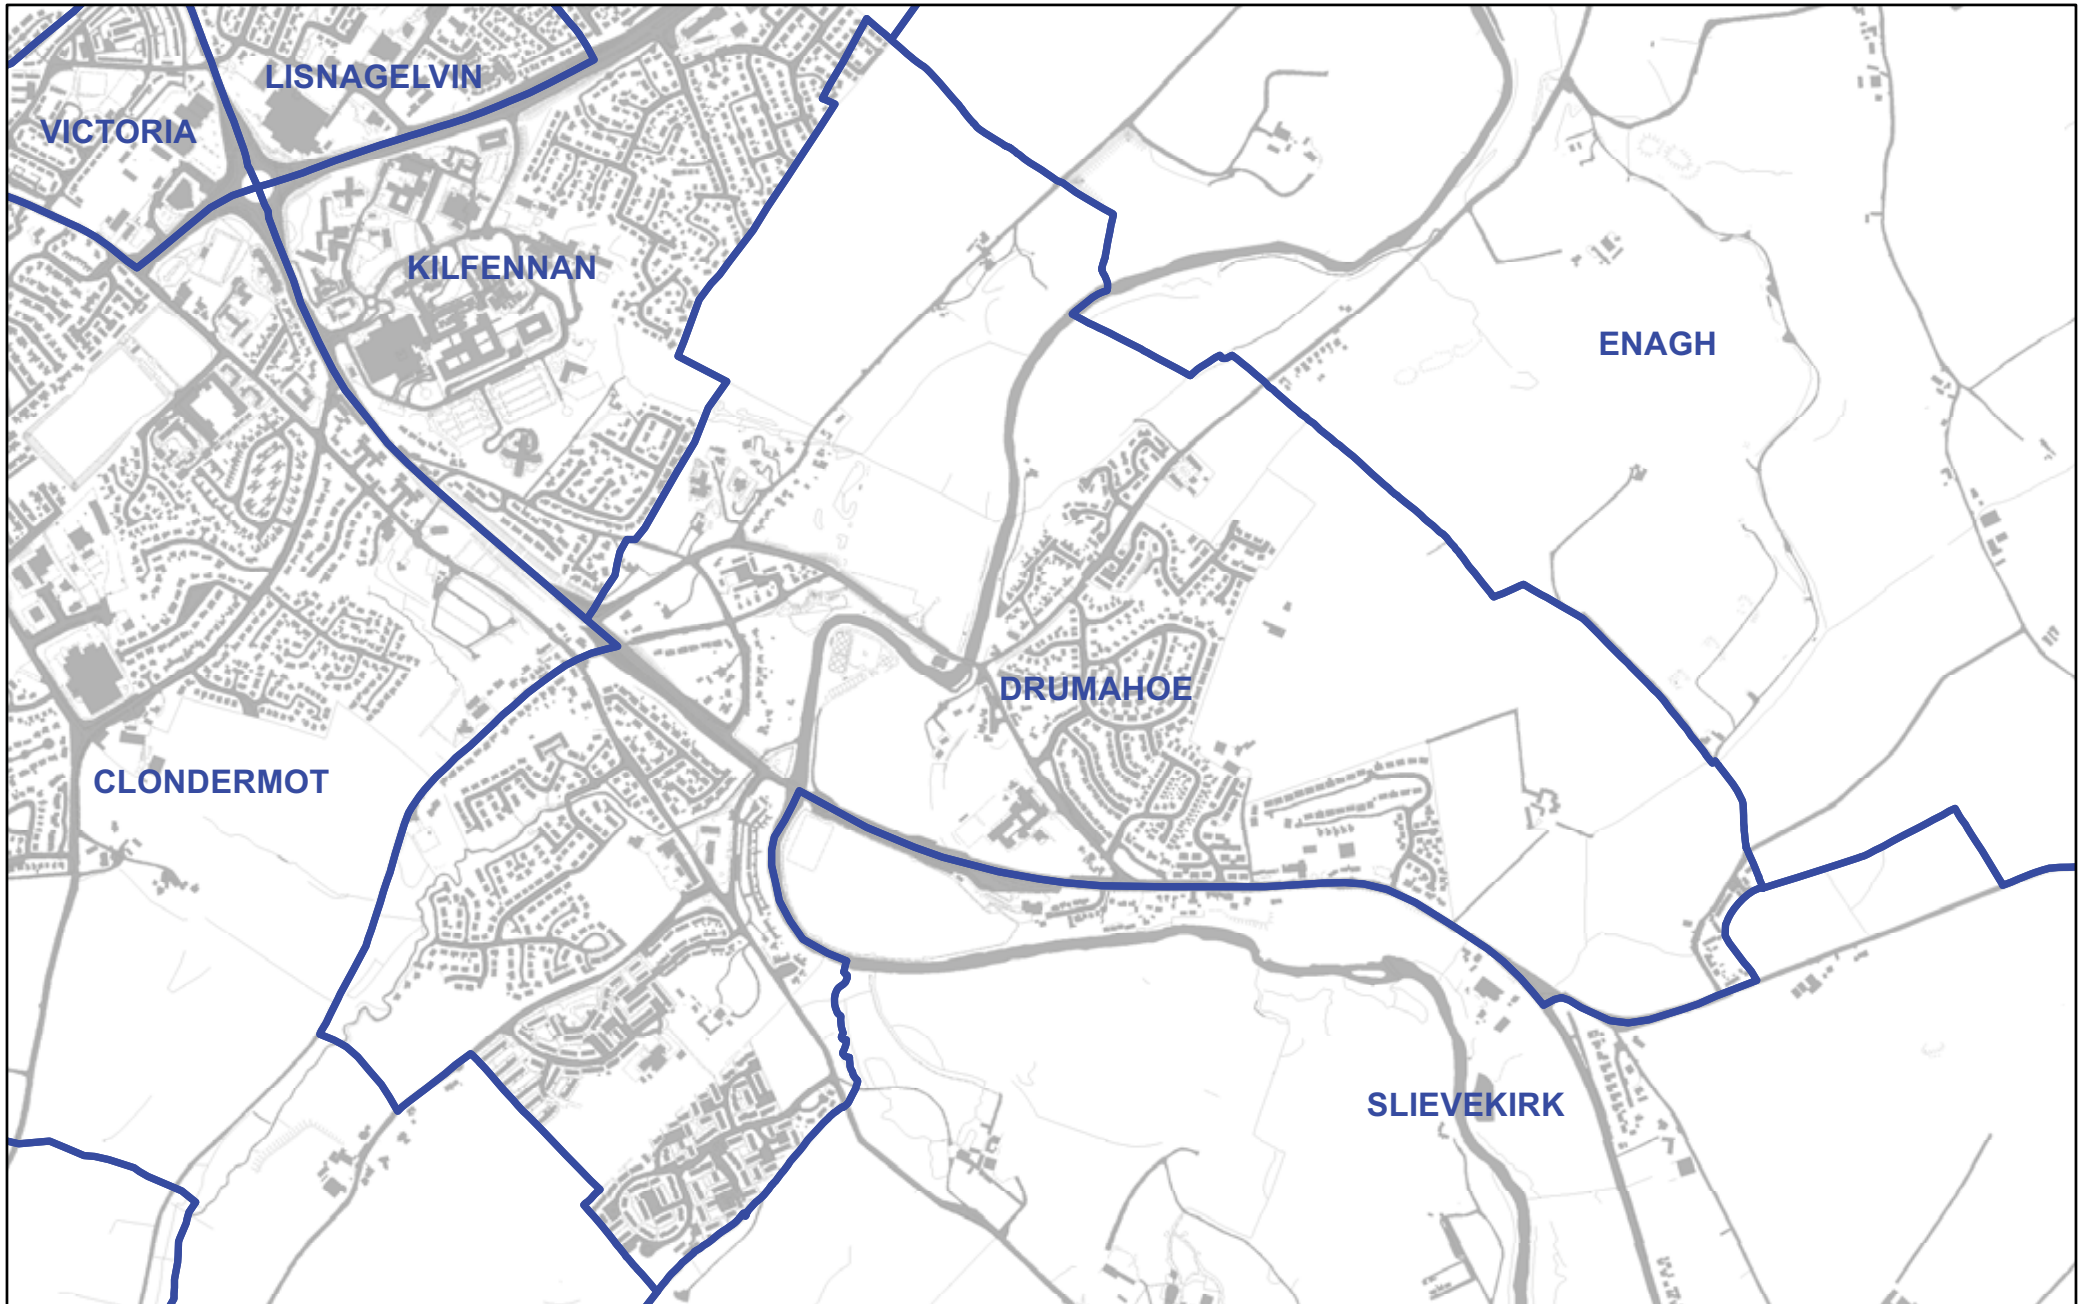 LISNAGELVIN
VICTORIA
KILFENNAN
ENAGH
DRUMAHOE
CLONDERMOT
SLIEVEKIRK